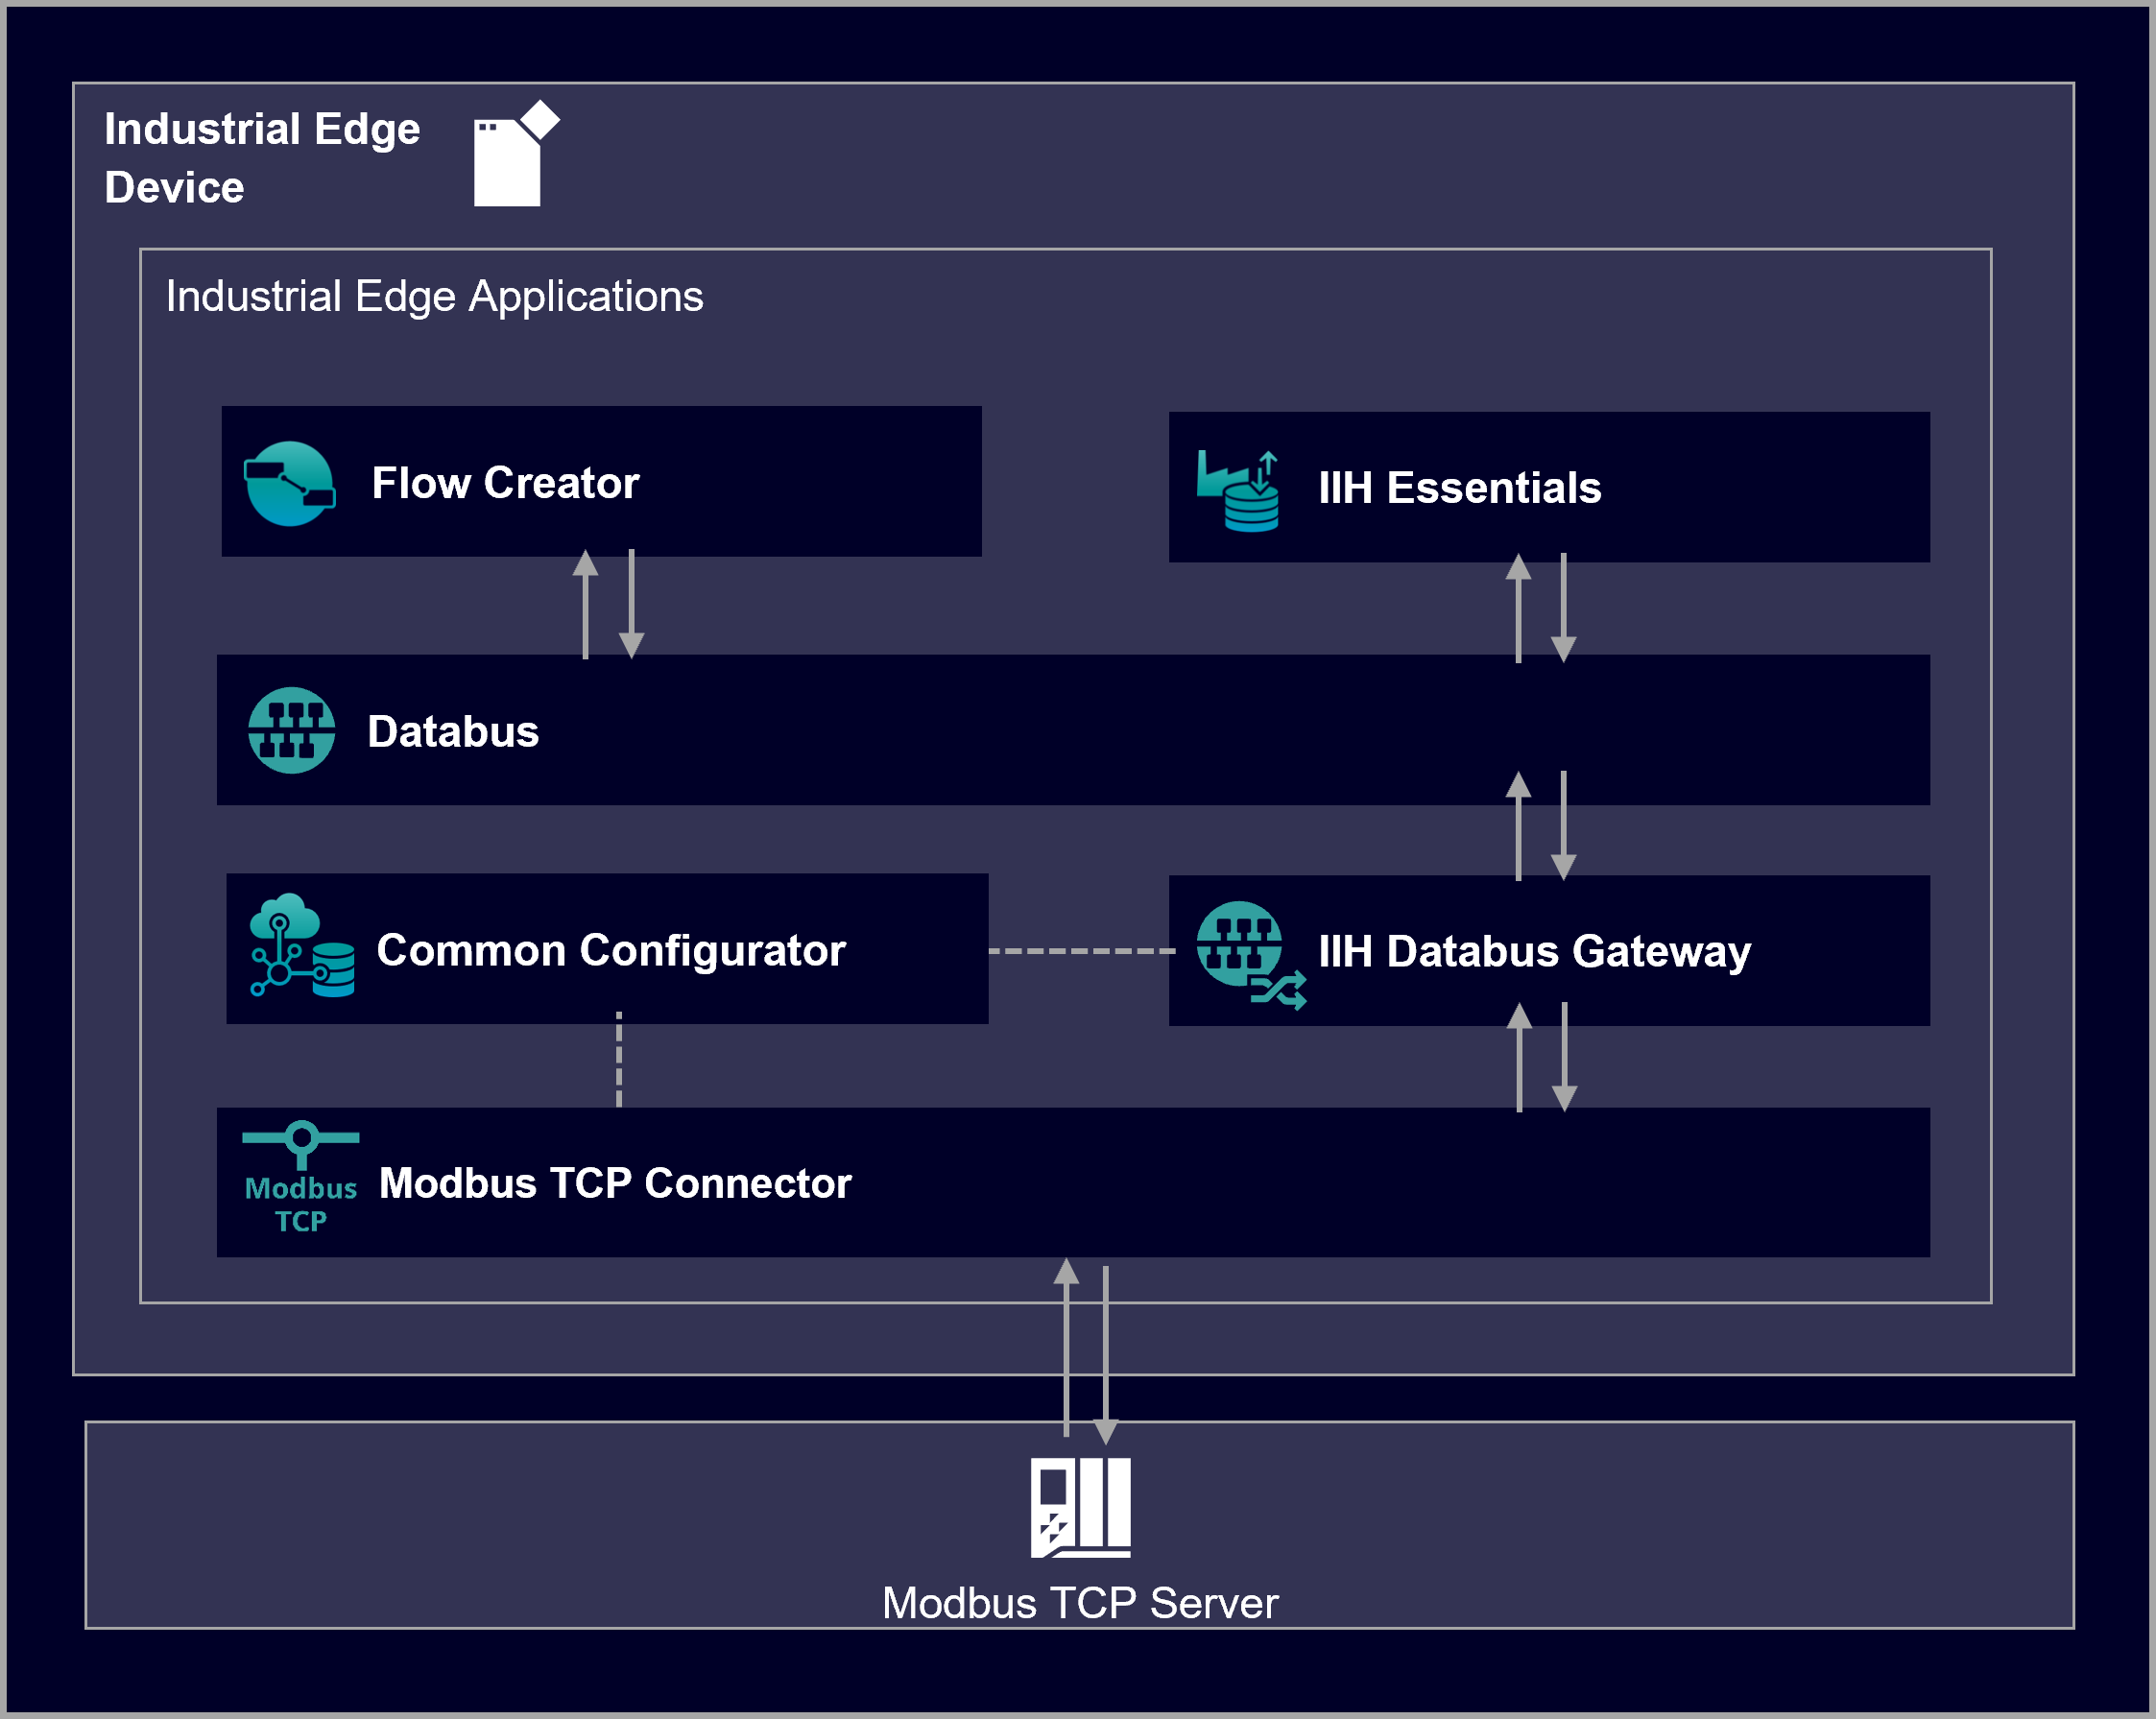 Industrial Edge
Device
Industrial Edge Applications
Flow Creator
IIH Essentials
Databus
Common Configurator
IIH Databus Gateway
Modbus
TCP
Modbus TCP Connector
Modbus TCP Server